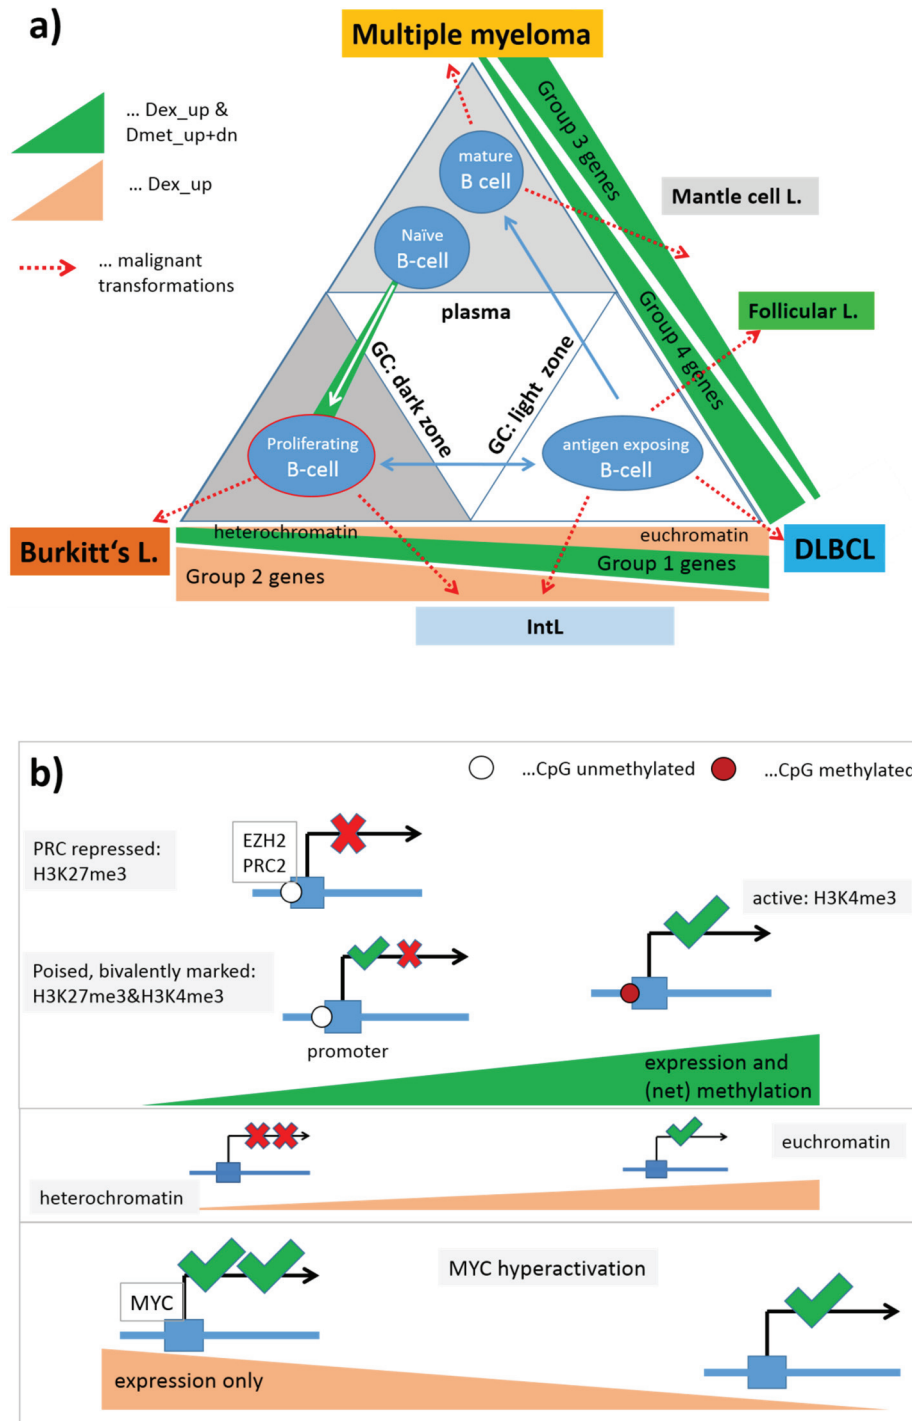 a)
Multiple myeloma
... Dex_up &
Dmet_up+dn
... Dex_up
... malignant
transformations
mature
B cell
Naïve
B-cell
plasma
Group 3 genes
Mantle cell L.
Group 4 genes
Follicular L.
GC: dark zone
GC: light zone
Proliferating
B-cell
antigen exposing
B-cell
Burkitt‘s L.
heterochromatin
euchromatin
DLBCL
Group 2 genes
Group 1 genes
IntL
b)
...CpG unmethylated
...CpG methylated
PRC repressed:
H3K27me3
EZH2
PRC2
active: H3K4me3
Poised, bivalently marked:
H3K27me3&H3K4me3
promoter
expression and
(net) methylation
euchromatin
heterochromatin
MYC hyperactivation
MYC
expression only